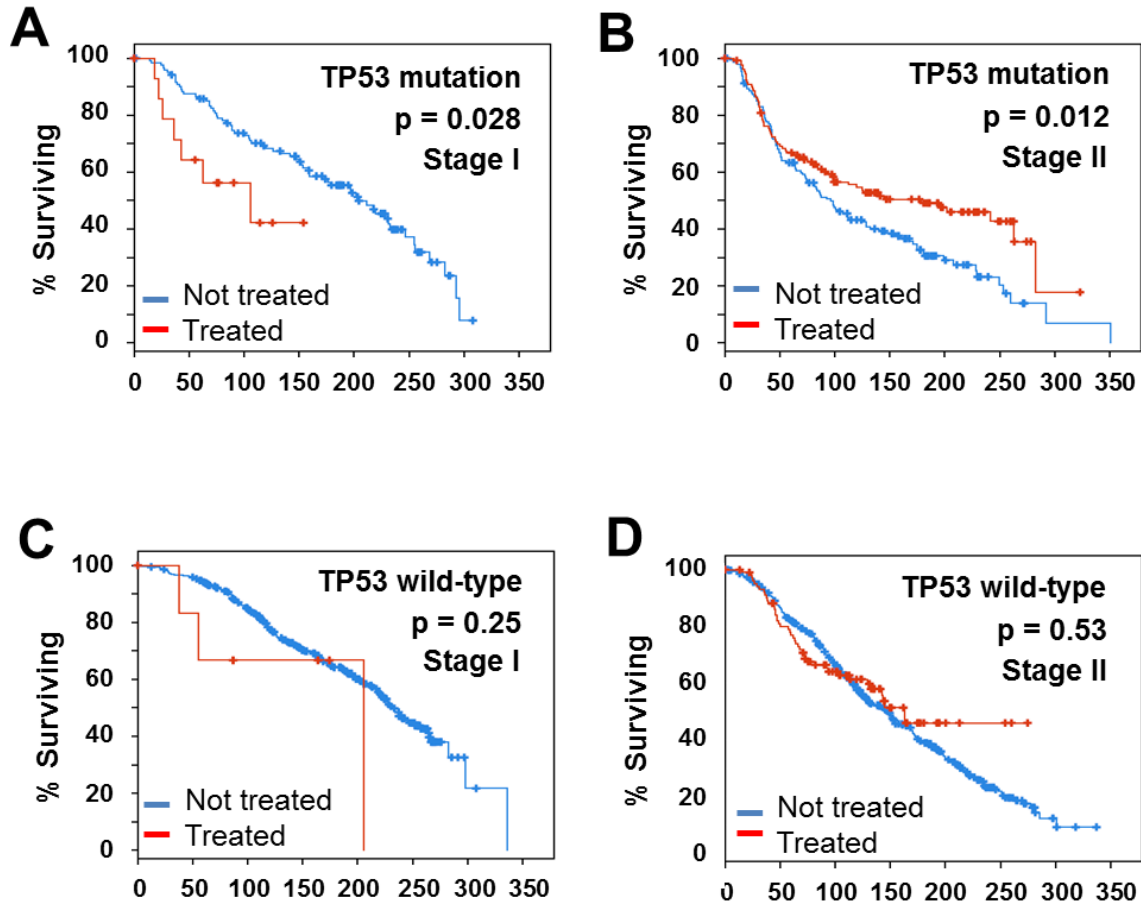 A
TP53 mutation
p = 0.028
Stage I
% Surviving
100
80
60
40
20
0
Not treated
Treated
0 50 100 150 200 250 300 350
B
TP53 mutation
p = 0.012
Stage II
% Surviving
100
80
60
40
20
0
Not treated
Treated
0 50 100 150 200 250 300 350
C
TP53 wild-type
p = 0.25
Stage I
% Surviving
100
80
60
40
20
0
Not treated
Treated
0 50 100 150 200 250 300 350
D
TP53 wild-type
p = 0.53
Stage II
% Surviving
100
80
60
40
20
0
Not treated
Treated
0 50 100 150 200 250 300 350